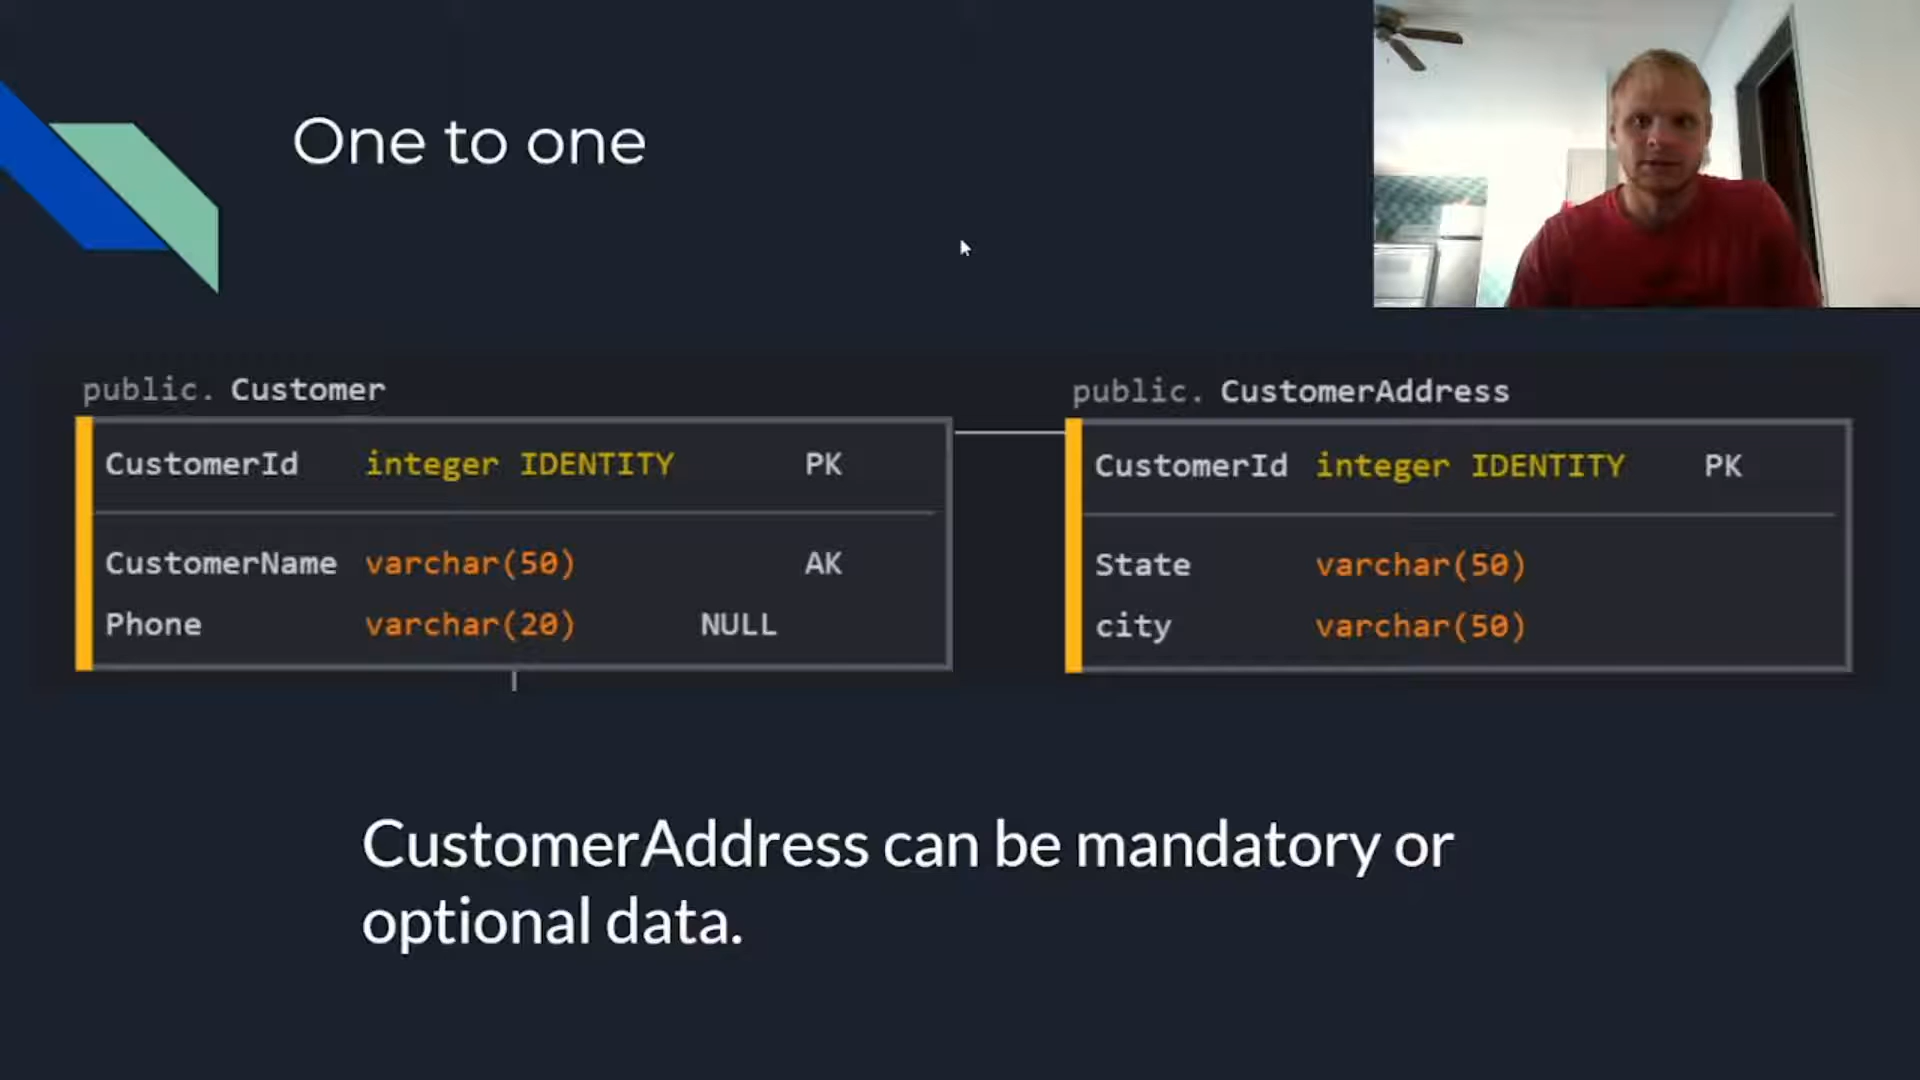 One to one
public. Customer
CustomerId integer IDENTITY PK
CustomerName varchar(50) AK
Phone varchar(20) NULL
public. CustomerAddress
CustomerId integer IDENTITY PK
State varchar(50)
city varchar(50)
CustomerAddress can be mandatory or
optional data.